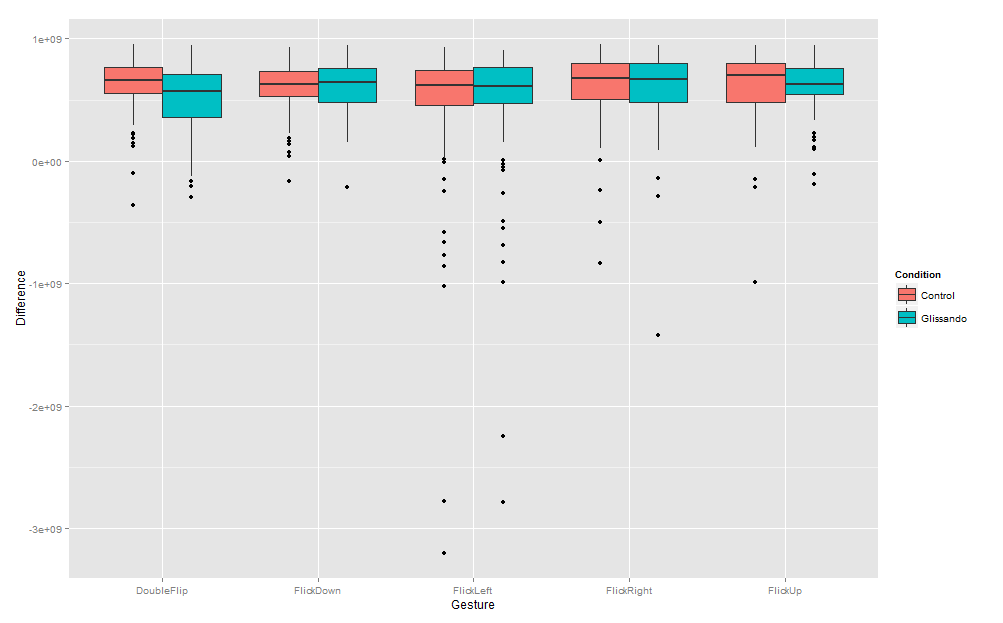 1e+09
0e+00
-1e+09
-2e+09
-3e+09
Difference
DoubleFlip
FlickDown
FlickLeft
FlickRight
FlickUp
Gesture
Condition
Control
Glissando